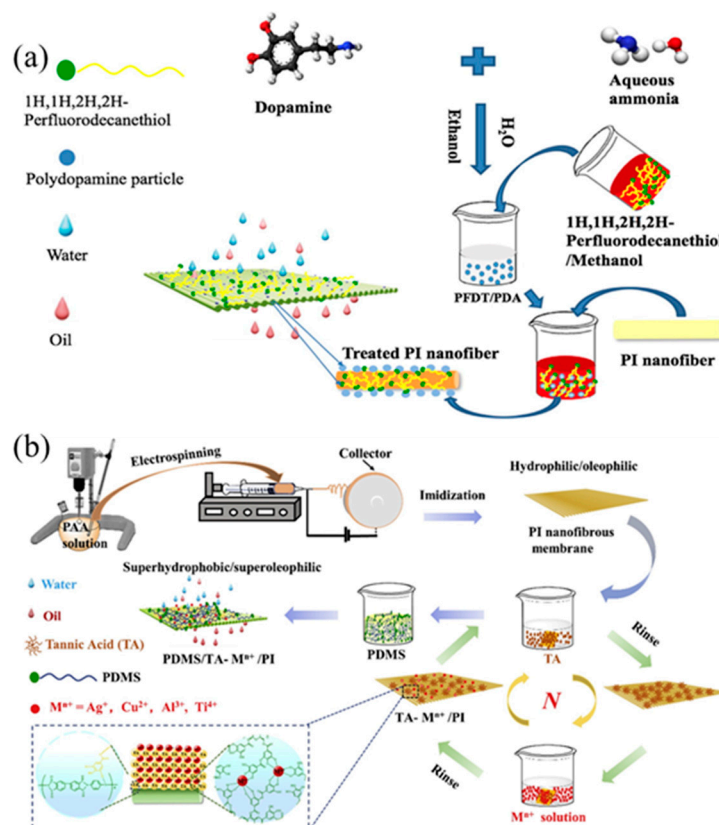 (a)
1H,1H,2H,2H-
Perfluorodecanethiol
Dopamine
Aqueous
ammonia
Polydopamine particle
Ethanol
H₂O
1H,1H,2H,2H-
Perfluorodecanethiol
/Methanol
Water
PFDT/PDA
Oil
Treated PI nanofiber
PI nanofiber
(b)
Electrospinning
Collector
PAA
solution
Imidization
Hydrophilic/oleophilic
PI nanofibrous
membrane
Superhydrophobic/superoleophilic
Water
Oil
Tannic Acid (TA)
PDMS
Mⁿ⁺ = Ag⁺, Cu²⁺, Al³⁺, Ti⁴⁺
PDMS/TA- Mⁿ⁺ /PI
PDMS
TA
Rinse
TA- Mⁿ⁺ /PI
N
Rinse
Mⁿ⁺ solution